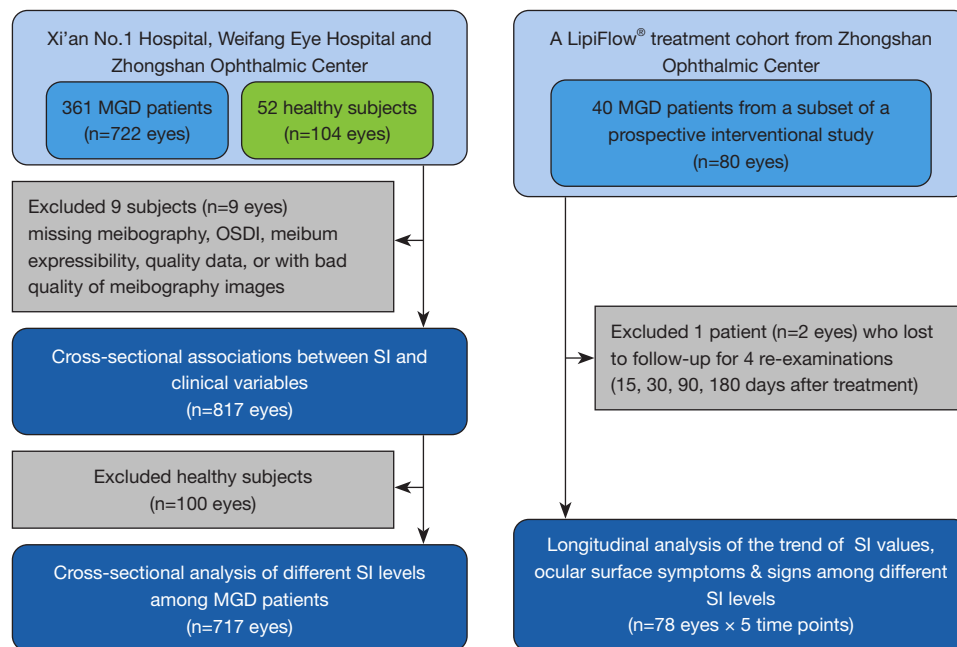 Xi’an No.1 Hospital, Weifang Eye Hospital and
Zhongshan Ophthalmic Center
361 MGD patients
(n=722 eyes)
52 healthy subjects
(n=104 eyes)
Excluded 9 subjects (n=9 eyes)
missing meibography, OSDI, meibum
expressibility, quality data, or with bad
quality of meibography images
Cross-sectional associations between SI and
clinical variables
(n=817 eyes)
Excluded healthy subjects
(n=100 eyes)
Cross-sectional analysis of different SI levels
among MGD patients
(n=717 eyes)
A LipiFlow® treatment cohort from Zhongshan
Ophthalmic Center
40 MGD patients from a subset of a
prospective interventional study
(n=80 eyes)
Excluded 1 patient (n=2 eyes) who lost
to follow-up for 4 re-examinations
(15, 30, 90, 180 days after treatment)
Longitudinal analysis of the trend of SI values,
ocular surface symptoms & signs among different
SI levels
(n=78 eyes × 5 time points)